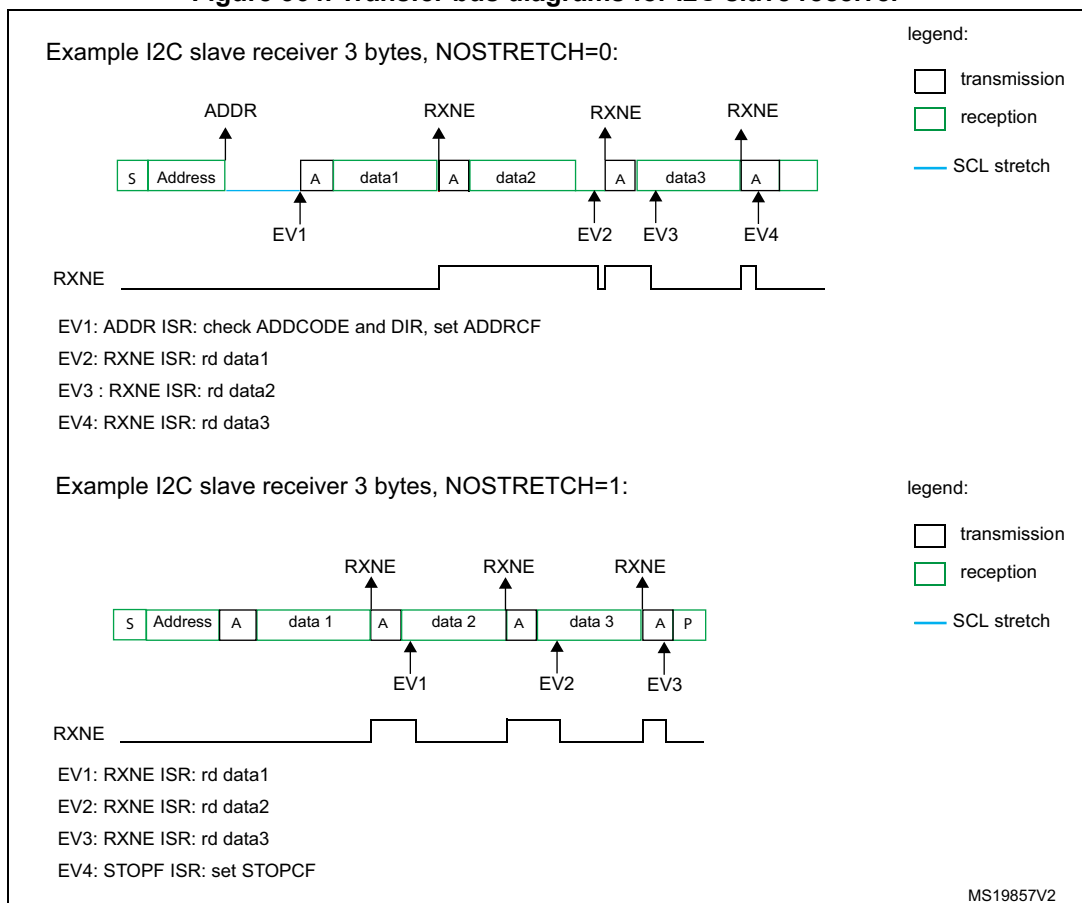 Example I2C slave receiver 3 bytes, NOSTRETCH=0:
legend:
transmission
reception
SCL stretch
ADDR RXNE RXNE RXNE
S Address A data1 A data2 A data3 A
EV1 EV2 EV3 EV4
RXNE
EV1: ADDR ISR: check ADDCODE and DIR, set ADDRCF
EV2: RXNE ISR: rd data1
EV3 : RXNE ISR: rd data2
EV4: RXNE ISR: rd data3
Example I2C slave receiver 3 bytes, NOSTRETCH=1:
legend:
transmission
reception
SCL stretch
RXNE RXNE RXNE
S Address A data 1 A data 2 A data 3 A P
EV1 EV2 EV3
RXNE
EV1: RXNE ISR: rd data1
EV2: RXNE ISR: rd data2
EV3: RXNE ISR: rd data3
EV4: STOPF ISR: set STOPCF
MS19857V2